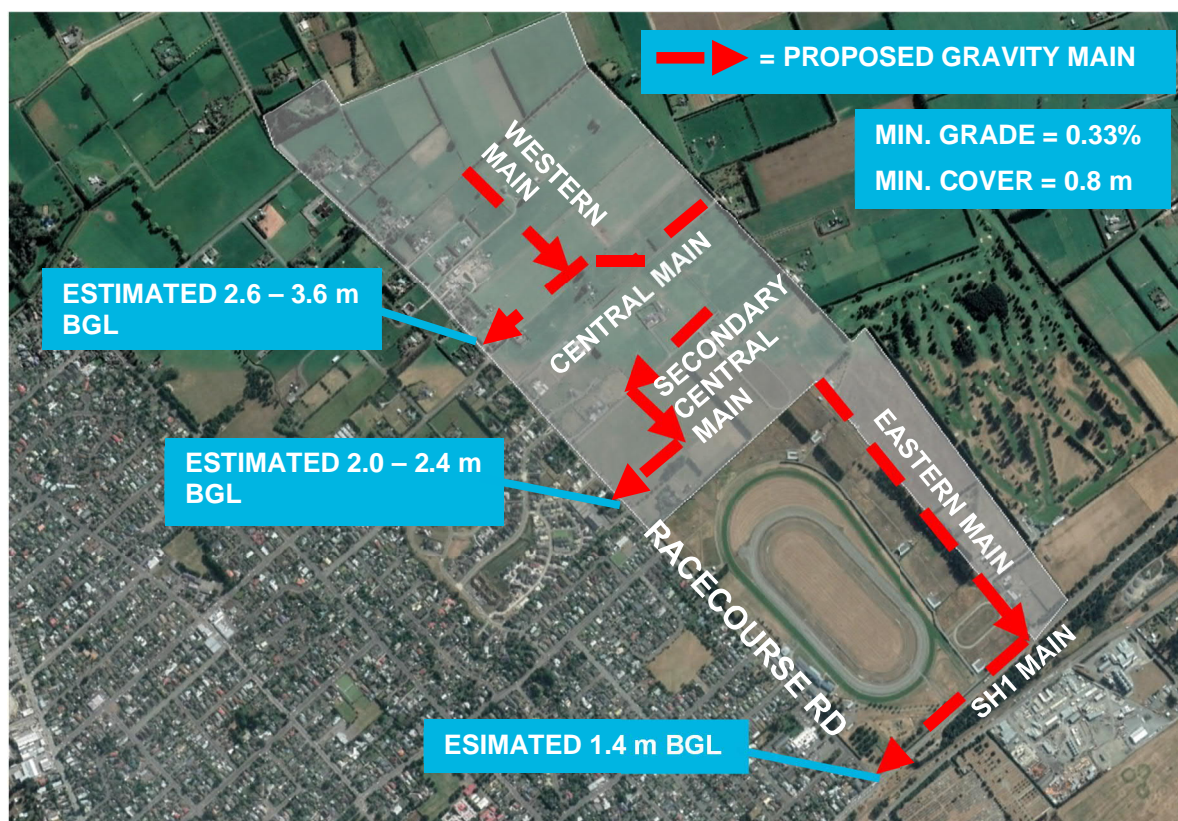 = PROPOSED GRAVITY MAIN
MIN. GRADE = 0.33%
MIN. COVER = 0.8 m
WESTERN
MAIN
CENTRAL MAIN
ESTIMATED 2.6 – 3.6 m
BGL
SECONDARY
CENTRAL
MAIN
EASTERN MAIN
ESTIMATED 2.0 – 2.4 m
BGL
RACECOURSE RD
SH1 MAIN
ESIMATED 1.4 m BGL